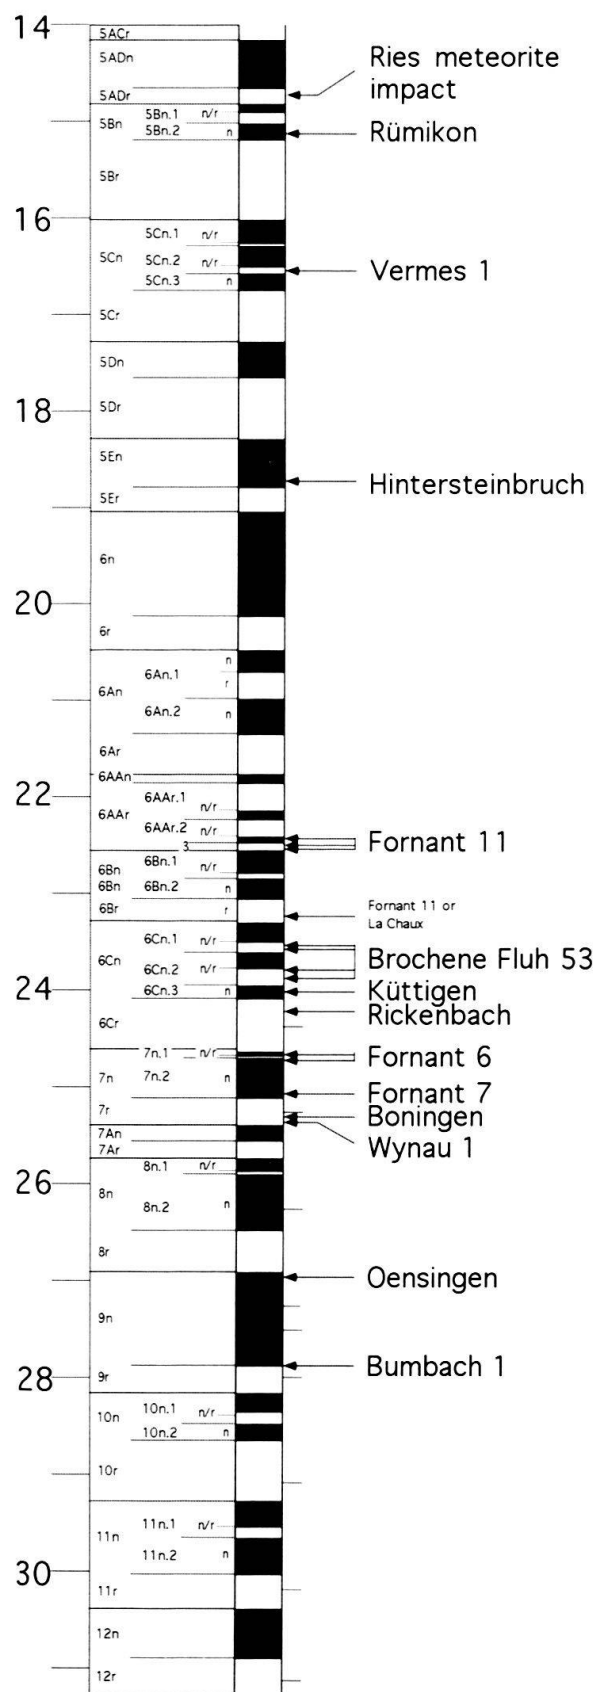 14
5ACr
5ADn
Ries meteorite
impact
5ADr
5Bn.1 n/r
5Bn
5Bn.2 n
Rümikon
5Br
16
5Cn.1 n/r
5Cn
5Cn.2 n/r
Vermes 1
5Cn.3 n
5Cr
5Dn
18
5Dr
5En
Hintersteinbruch
5Er
6n
20
6r
n
6An.1
r
6An
6An.2 n
6Ar
6AAn
22
6AAr.1
n/r
6AAr
6AAr.2 n/r
Fornant 11
3
6Bn.1
6Bn n/r
6Bn 6Bn.2 n
6Br r
Fornant 11 or
La Chaux
6Cn.1 n/r
6Cn
6Cn.2 n/r
Brochene Fluh 53
24
6Cn.3 n
Küttigen
Rickenbach
6Cr
7n.1 n/r
Fornant 6
7n 7n.2 n
Fornant 7
7r
Boningen
7An
Wynau 1
7Ar
8n.1 n/r
26
8n
8n.2 n
8r
Oensingen
9n
Bumbach 1
28
9r
10n.1 n/r
10n
10n.2 n
10r
11n.1 n/r
11n
11n.2 n
30
11r
12n
12r